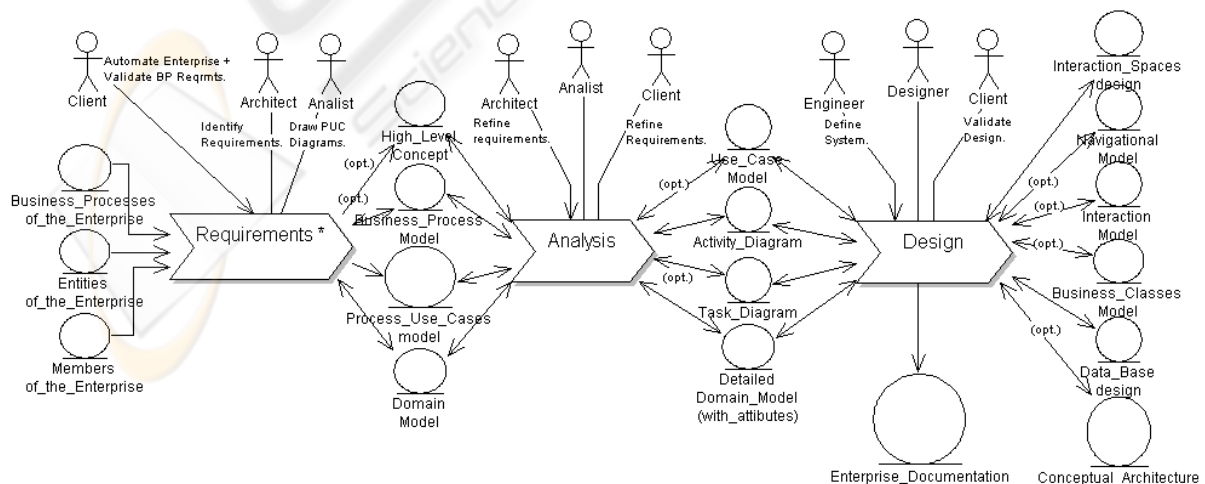 Client
Automate Enterprise +
Validate BP Reqrmts.
Architect
Analist
Identify
Requirements.
Draw PUC
Diagrams.
Business_Processes
of_the_Enterprise
Entities
of_the_Enterprise
Members
of_the_Enterprise
Requirements *
(opt.)
(opt.)
High_Level
Concept
Business_Process
Model
Process_Use_Cases
model
Domain
Model
Architect
Analist
Client
Refine
requirements.
Refine
Requirements.
Analysis
(opt.)
(opt.)
Use_Case
Model
Activity_Diagram
Task_Diagram
Detailed
Domain_Model
(with_attibutes)
Engineer
Designer
Client
Define
System.
Validate
Design.
Design
(opt.)
(opt.)
(opt.)
(opt.)
Interaction_Spaces
design
Navigational
Model
Interaction
Model
Business_Classes
Model
Data_Base
design
Enterprise_Documentation
Conceptual_Architecture